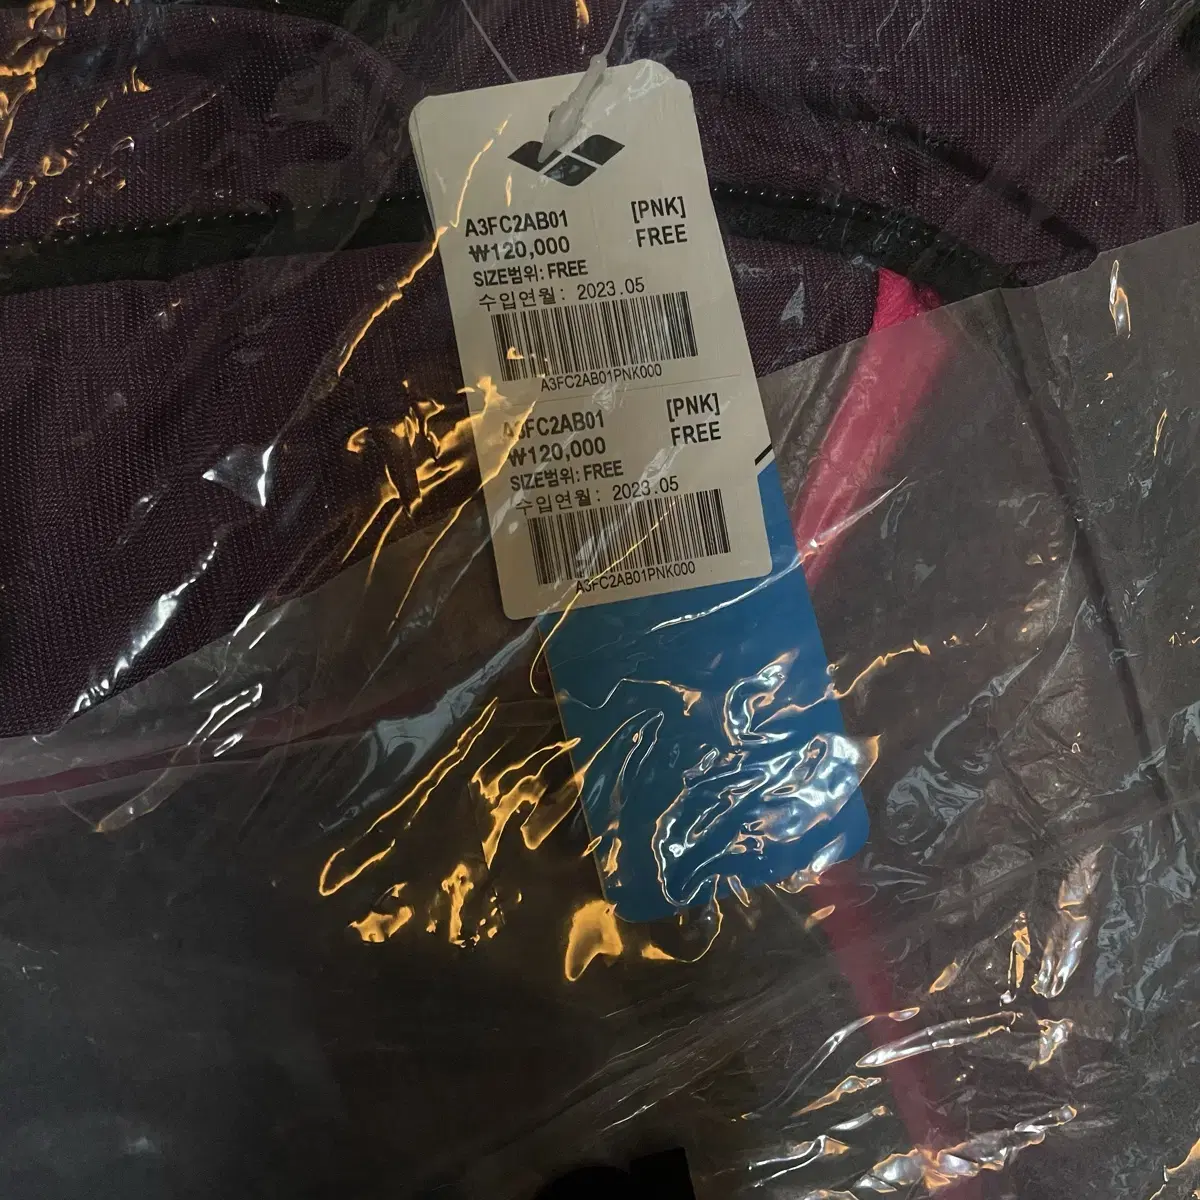 A3FC2AB01 [PNK]
₩120,000 FREE
SIZE범위: FREE
수입연월: 2023.05
A3FC2AB01PNK000
A3FC2AB01 [PNK]
₩120,000 FREE
SIZE범위: FREE
수입연월: 2023.05
A3FC2AB01PNK000